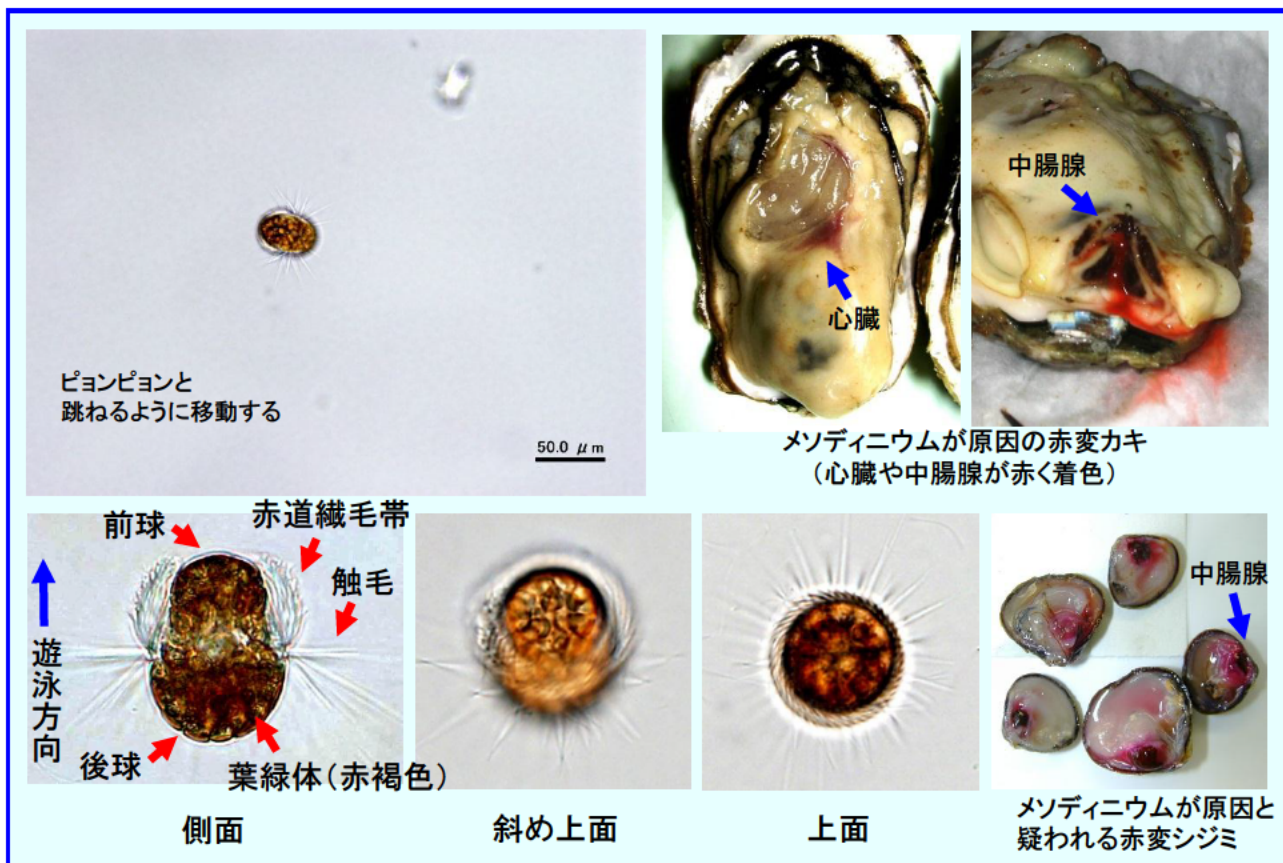 ピョンピョンと
跳ねるように移動する
50.0 μm
心臓
中腸腺
メソディニウムが原因の赤変カキ
（心臓や中腸腺が赤く着色）
前球
赤道繊毛帯
触毛
遊泳方向
後球
葉緑体（赤褐色）
側面
斜め上面
上面
中腸腺
メソディニウムが原因と
疑われる赤変シジミ